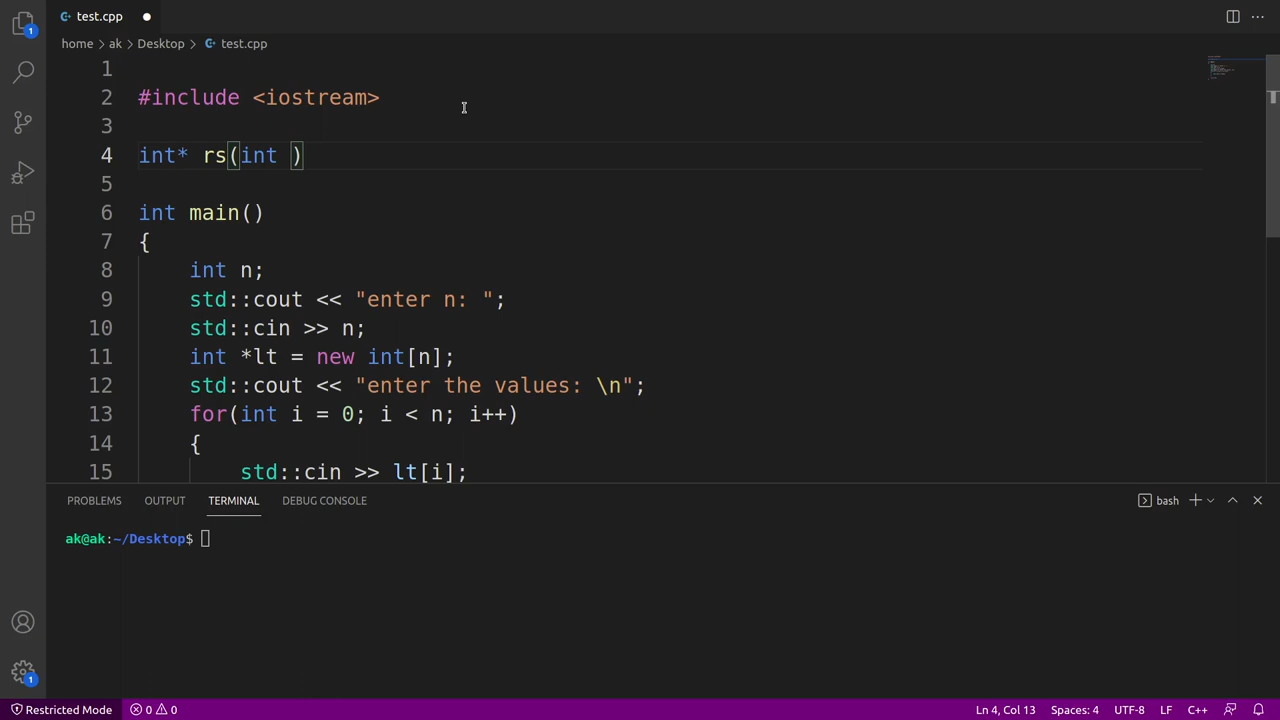 test.cpp
1
home > ak > Desktop > test.cpp
1
2 #include <iostream>
3
4 int* rs(int )
5
6 int main()
7 {
8 int n;
9 std::cout << "enter n: ";
10 std::cin >> n;
11 int *lt = new int[n];
12 std::cout << "enter the values: \n";
13 for(int i = 0; i < n; i++)
14 {
15 std::cin >> lt[i];
PROBLEMS OUTPUT TERMINAL DEBUG CONSOLE bash
ak@ak:~/Desktop$
1
Restricted Mode 0 0 Ln 4, Col 13 Spaces: 4 UTF-8 LF C++